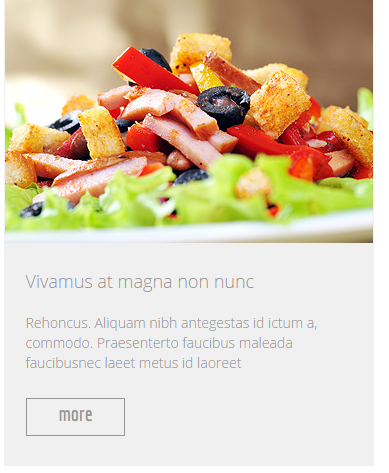 Vivamus at magna non nunc
Rehoncus. Aliquam nibh antegestas id ictum a,
commodo. Praesenterto faucibus maleada
faucibusnec laeet metus id laoreet
more